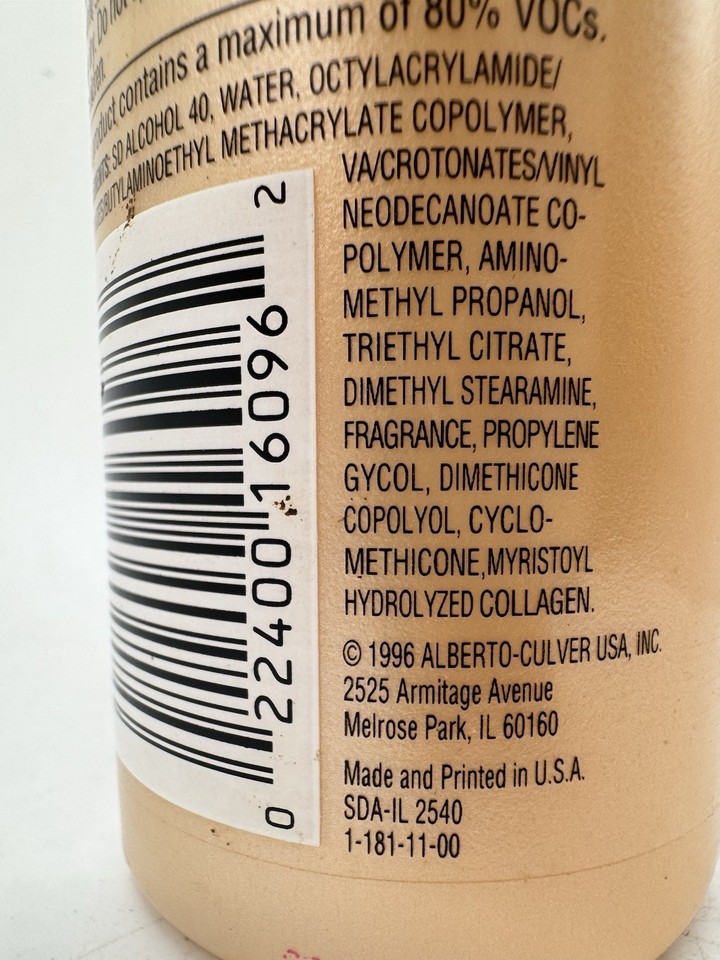 Do not
product contains a maximum of 80% VOCs.
SD ALCOHOL 40, WATER, OCTYLACRYLAMIDE/
BUTYLAMINOETHYL METHACRYLATE COPOLYMER,
VA/CROTONATES/VINYL
NEODECANOATE CO-
POLYMER, AMINO-
METHYL PROPANOL,
TRIETHYL CITRATE,
DIMETHYL STEARAMINE,
FRAGRANCE, PROPYLENE
GYCOL, DIMETHICONE
COPOLYOL, CYCLO-
METHICONE,MYRISTOYL
HYDROLYZED COLLAGEN.
© 1996 ALBERTO-CULVER USA, INC.
2525 Armitage Avenue
Melrose Park, IL 60160
Made and Printed in U.S.A.
SDA-IL 2540
1-181-11-00
0 22400 16096 2